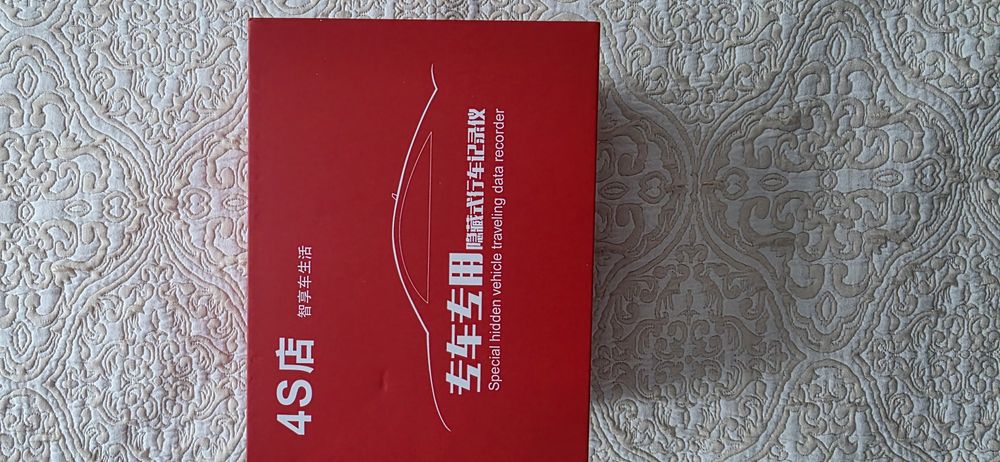 4S店
智享车生活
专车专用隐藏式行车记录仪
Special hidden vehicle traveling data recorder